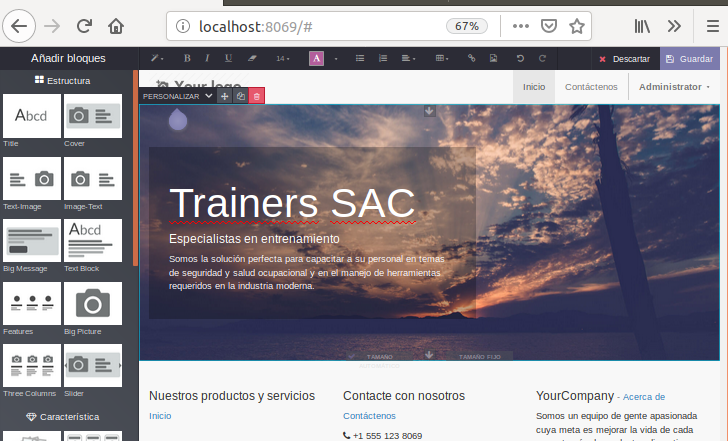 localhost:8069/#
67%
Añadir bloques
14
A
Descartar
Guardar
Estructura
Abcd
Title
Cover
Text-Image
Image-Text
Big Message
Abcd
Text Block
Features
Big Picture
Three Columns
Slider
Característica
Your logo
Inicio
Contáctenos
Administrator
PERSONALIZAR
Trainers SAC
Especialistas en entrenamiento
Somos la solución perfecta para capacitar a su personal en temas
de seguridad y salud ocupacional y en el manejo de herramientas
requeridos en la industria moderna.
TAMAÑO
AUTOMÁTICO
TAMAÑO FIJO
Nuestros productos y servicios
Inicio
Contacte con nosotros
Contáctenos
+1 555 123 8069
YourCompany - Acerca de
Somos un equipo de gente apasionada
cuya meta es mejorar la vida de cada